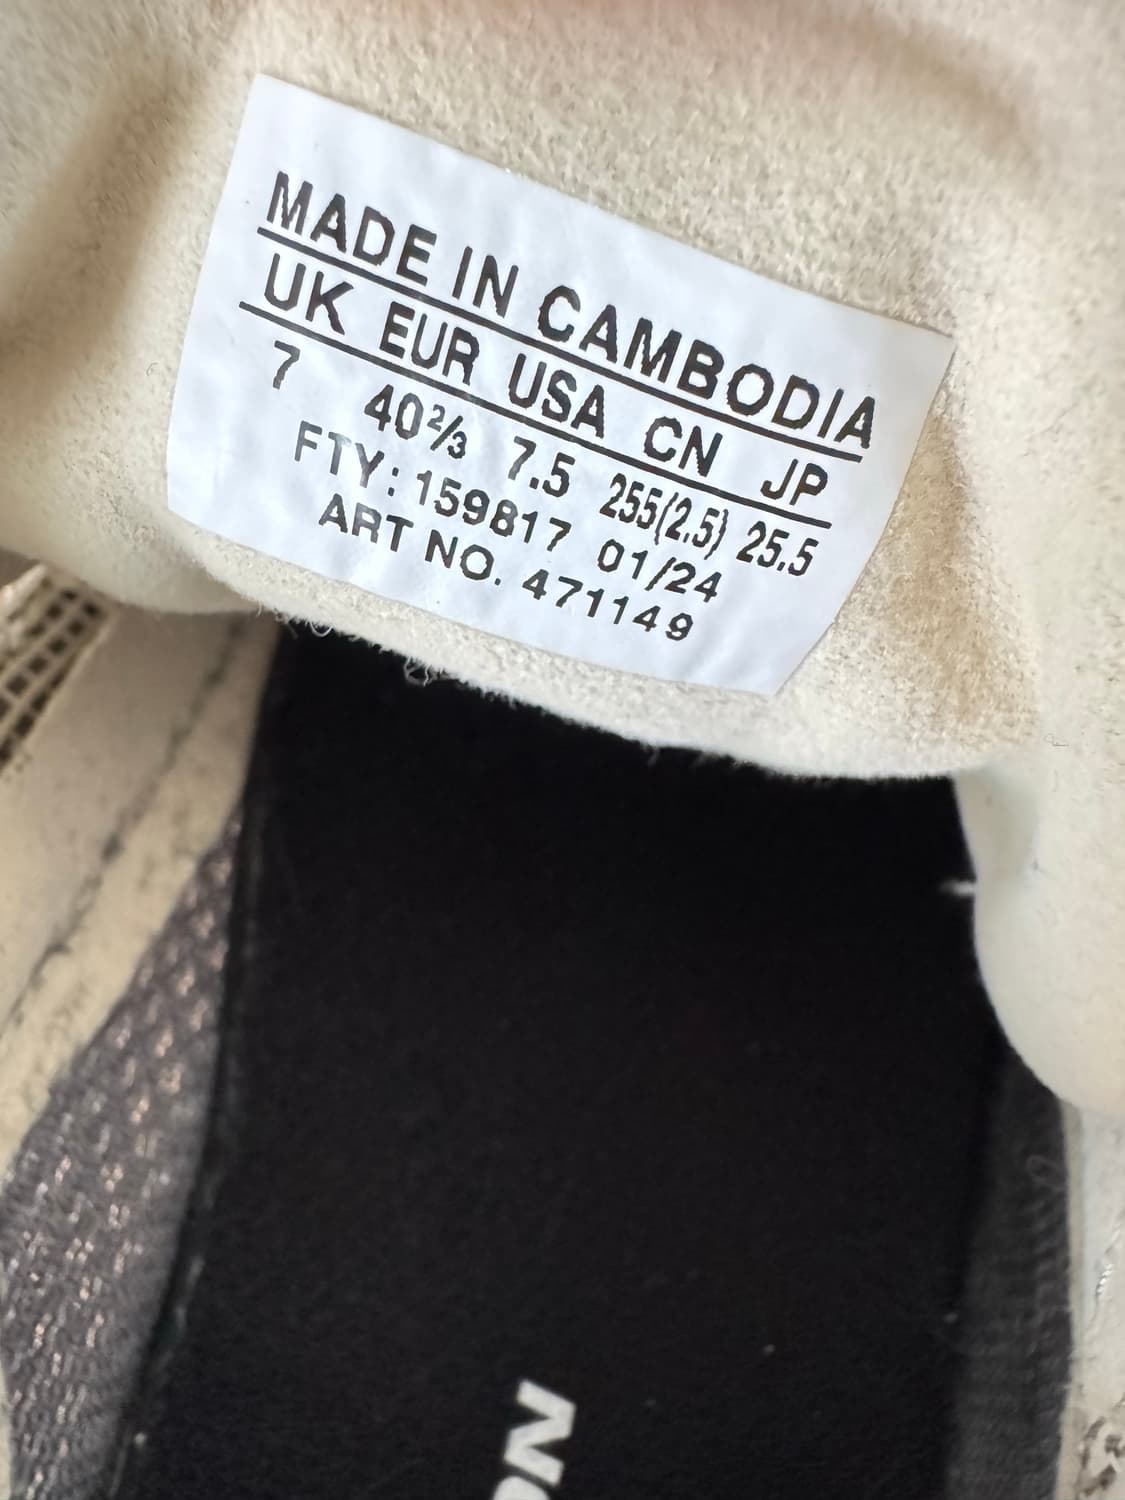 MADE IN CAMBODIA
UK EUR USA CN JP
7 40⅔ 7.5 255(2.5) 25.5
FTY: 159817 01/24
ART NO. 471149